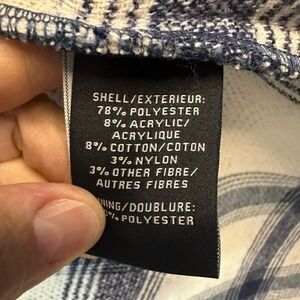 SHELL/EXTERIEUR:
78% POLYESTER
8% ACRYLIC/
ACRYLIQUE
8% COTTON/COTON
3% NYLON
3% OTHER FIBRE/
AUTRES FIBRES
NING/DOUBLURE:
% POLYESTER